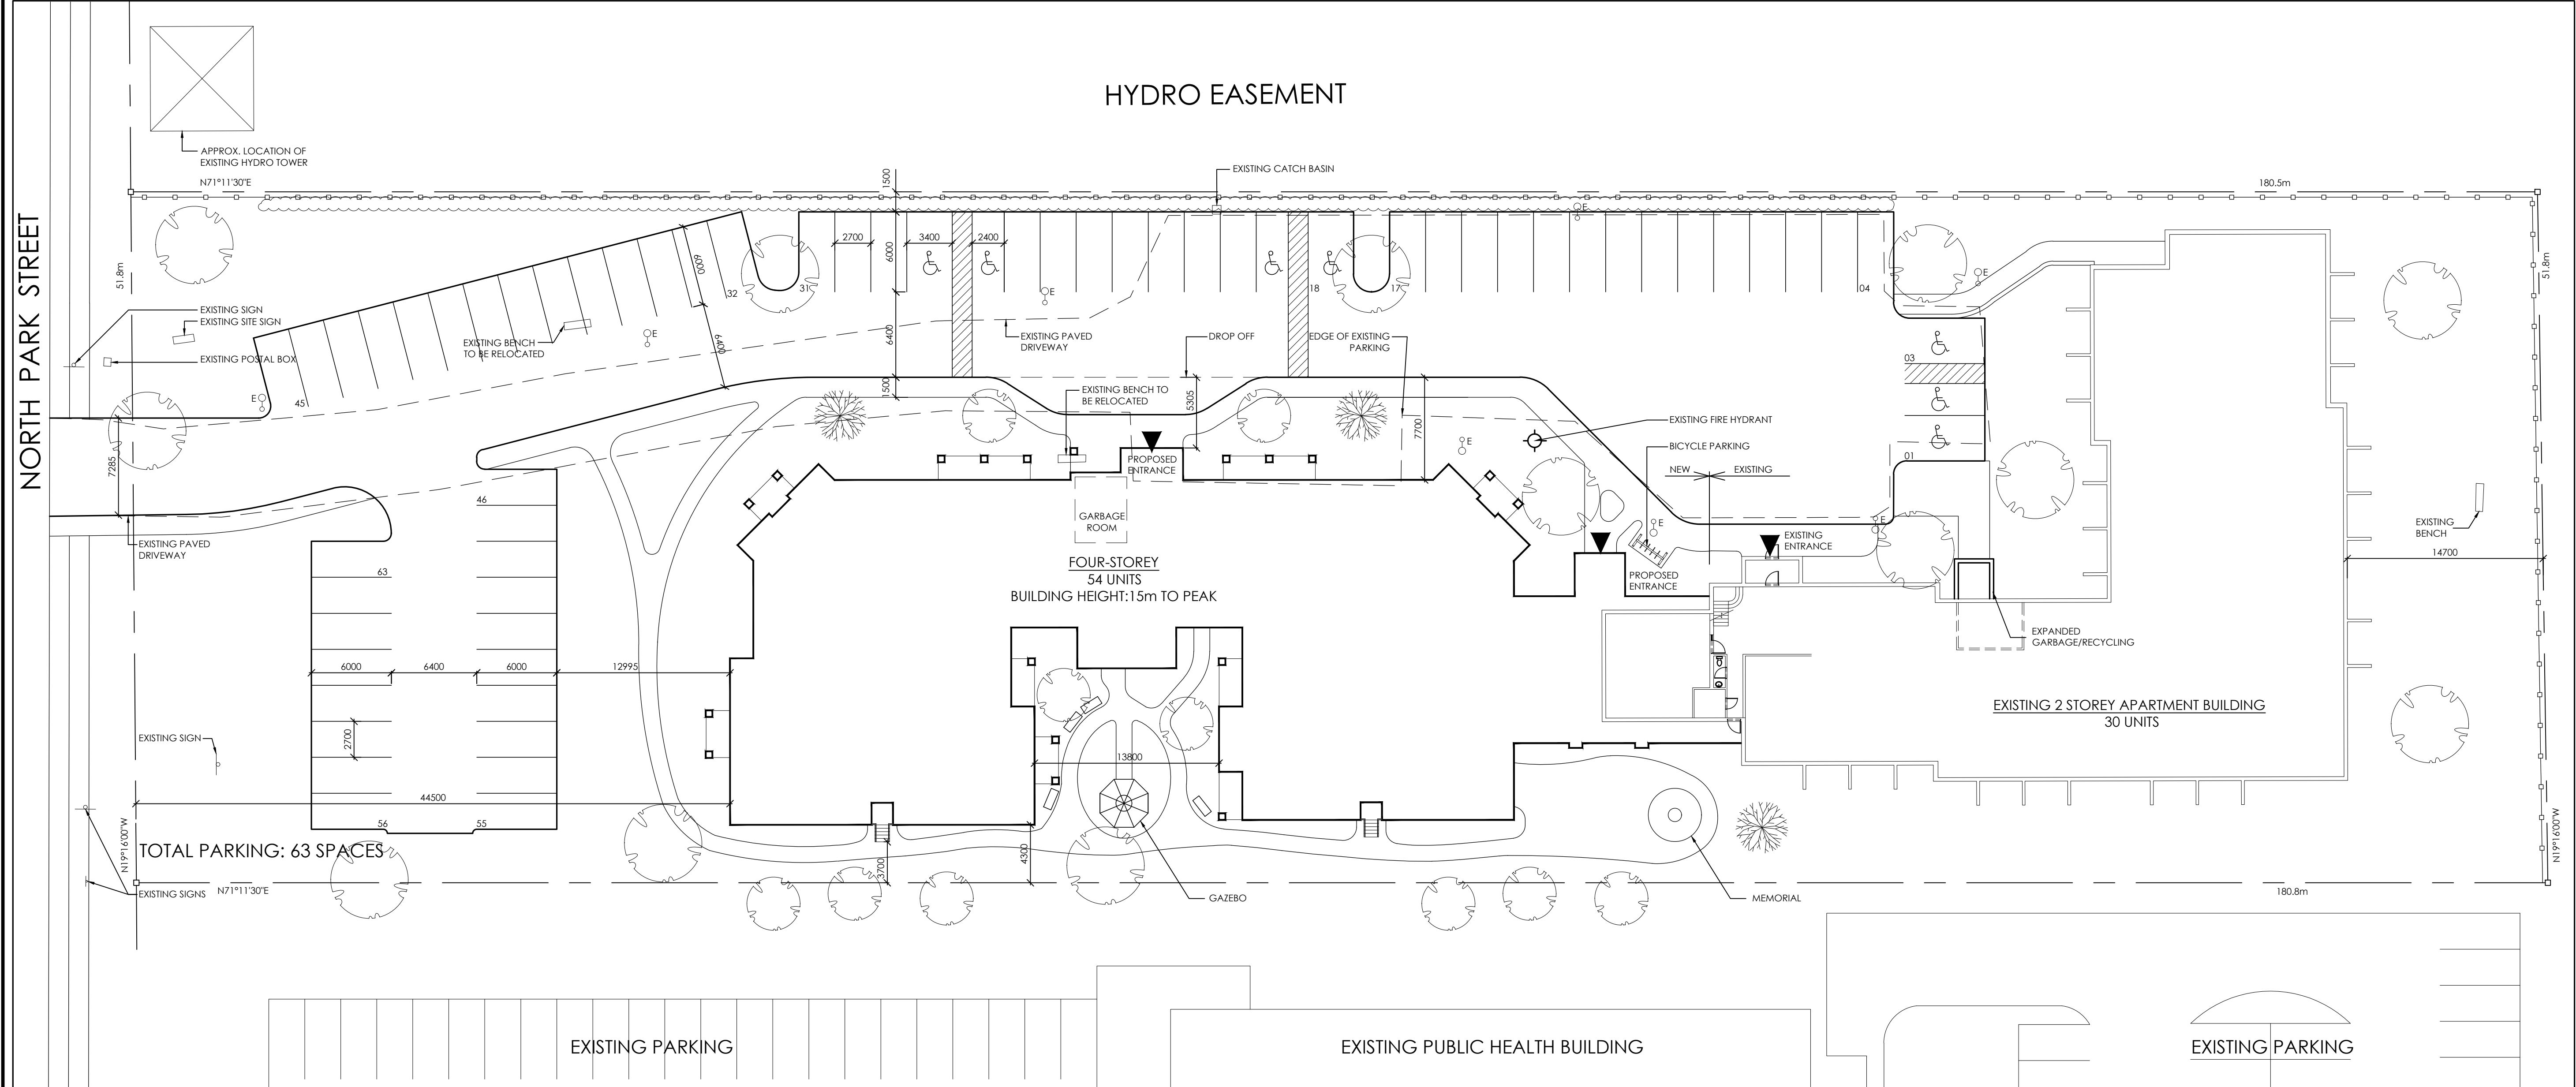 HYDRO EASEMENT
NORTH PARK STREET
APPROX. LOCATION OF
EXISTING HYDRO TOWER
N71°11'30"E
1500
EXISTING CATCH BASIN
180.5m
51.8m
51.8m
EXISTING SIGN
EXISTING SITE SIGN
EXISTING POSTAL BOX
EXISTING BENCH
TO BE RELOCATED
E
E
45
32
31
6000
6400
2700
3400
2400
6000
6400
1500
E
E
EXISTING PAVED
DRIVEWAY
DROP OFF
EDGE OF EXISTING
PARKING
18
17
04
E
03
01
EXISTING BENCH TO
BE RELOCATED
5305
7700
E
EXISTING FIRE HYDRANT
BICYCLE PARKING
NEW
EXISTING
7285
EXISTING PAVED
DRIVEWAY
46
63
PROPOSED
ENTRANCE
GARBAGE
ROOM
FOUR-STOREY
54 UNITS
BUILDING HEIGHT:15m TO PEAK
E
E
PROPOSED
ENTRANCE
EXISTING
ENTRANCE
EXISTING
BENCH
14700
EXPANDED
GARBAGE/RECYCLING
6000
6400
6000
12995
2700
EXISTING SIGN
44500
13800
EXISTING 2 STOREY APARTMENT BUILDING
30 UNITS
56
55
TOTAL PARKING: 63 SPACES
N19°16'00"W
N19°16'00"W
3700
4300
EXISTING SIGNS
N71°11'30"E
GAZEBO
MEMORIAL
180.8m
EXISTING PARKING
EXISTING PUBLIC HEALTH BUILDING
EXISTING PARKING